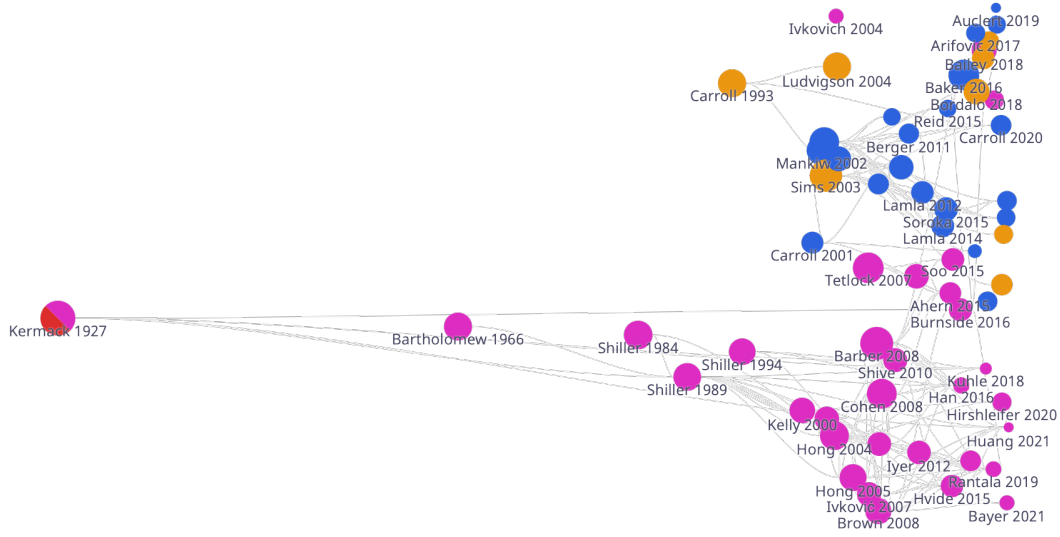 Auclert 2019
Ivkovich 2004
Arifovic 2017
Bailey 2018
Ludvigson 2004
Baker 2016
Carroll 1993
Bordalo 2018
Reid 2015
Carroll 2020
Berger 2011
Mankiw 2002
Sims 2003
Lamla 2012
Soroka 2015
Lamla 2014
Carroll 2001
Soo 2015
Tetlock 2007
Ahern 2015
Burnside 2016
Kermack 1927
Bartholomew 1966
Shiller 1984
Barber 2008
Shiller 1994
Shive 2010
Kuhle 2018
Shiller 1989
Han 2016
Cohen 2008
Hirshleifer 2020
Kelly 2000
Huang 2021
Hong 2004
Iyer 2012
Rantala 2019
Hong 2005
Hvide 2015
Ivkovic 2007
Bayer 2021
Brown 2008